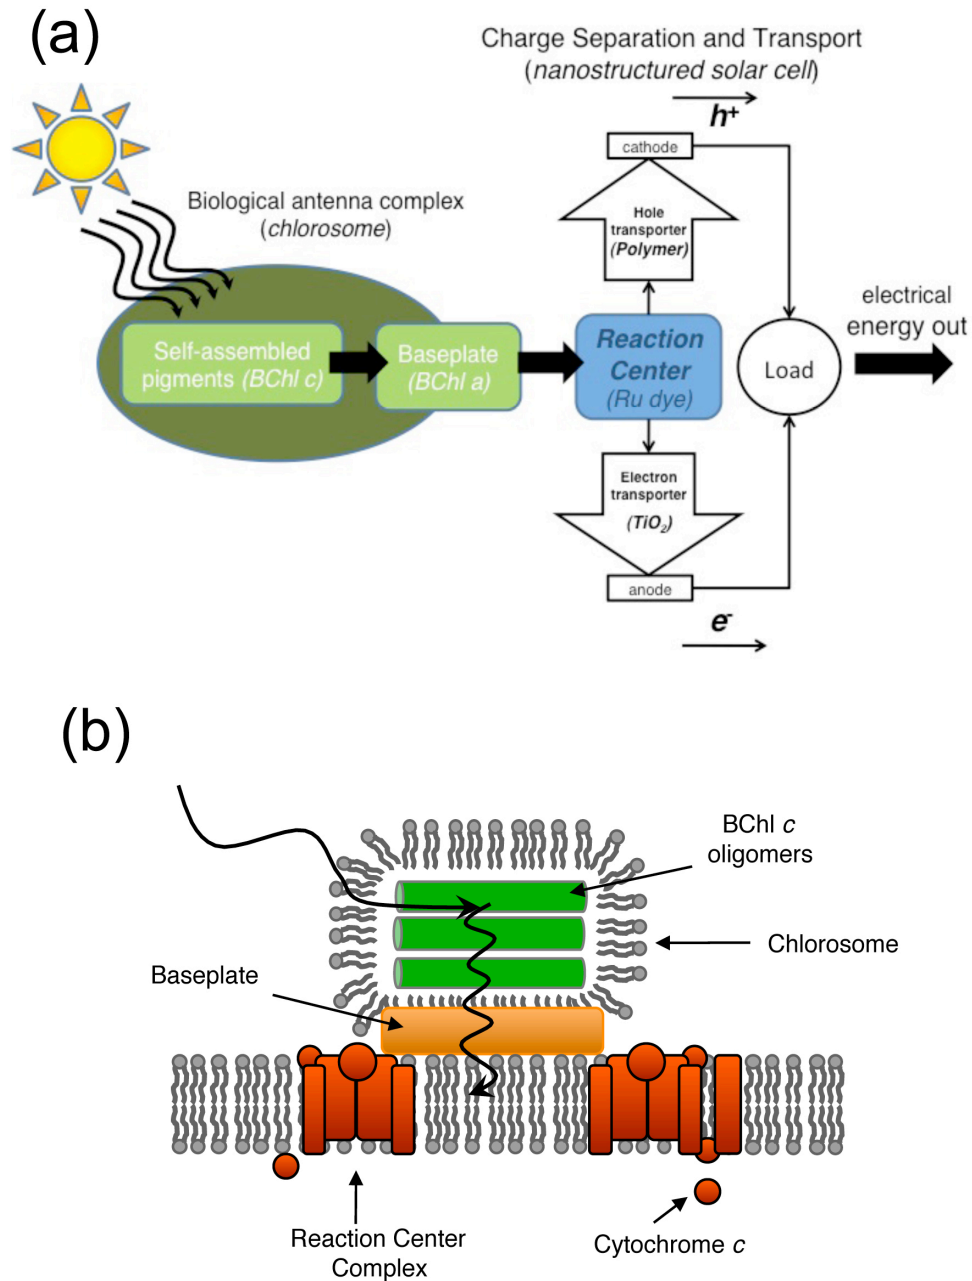 (a)
Charge Separation and Transport
(nanostructured solar cell)
h+
cathode
Biological antenna complex
(chlorosome)
Hole
transporter
(Polymer)
electrical
energy out
Self-assembled
pigments (BChl c)
Baseplate
(BChl a)
Reaction
Center
(Ru dye)
Load
Electron
transporter
(TiO2)
anode
e-
(b)
BChl c
oligomers
Chlorosome
Baseplate
Reaction Center
Complex
Cytochrome c